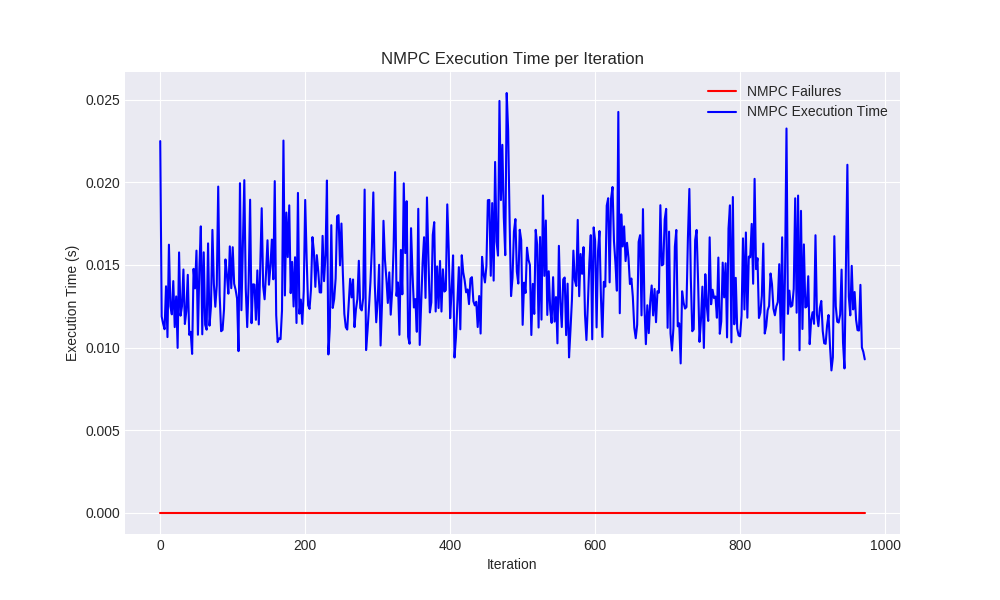 NMPC Execution Time per Iteration
NMPC Failures
NMPC Execution Time
0.025
0.020
0.015
0.010
0.005
0.000
Execution Time (s)
0 200 400 600 800 1000
Iteration